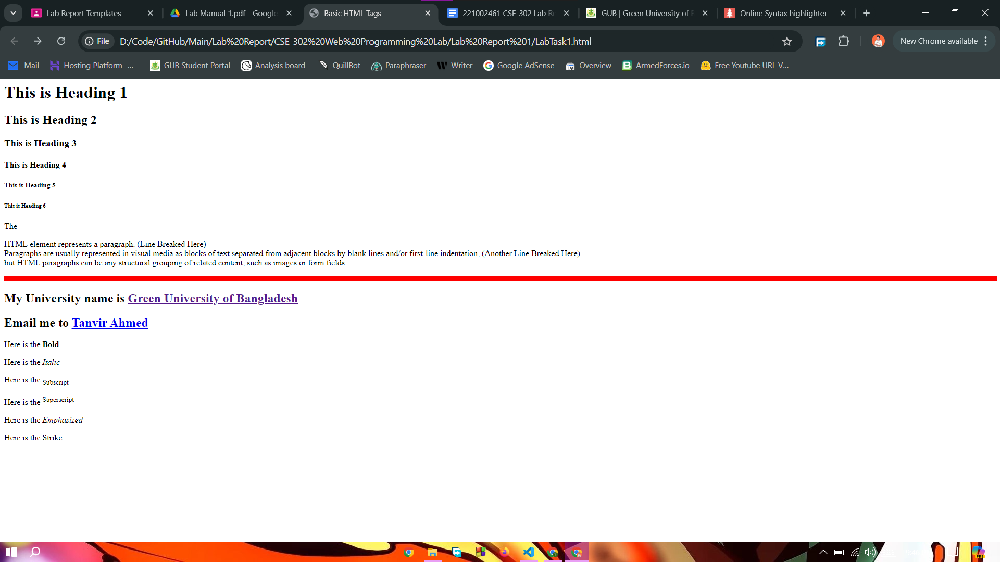 Lab Report Templates
Lab Manual 1.pdf - Google
Basic HTML Tags
221002461 CSE-302 Lab Re
GUB | Green University of B
Online Syntax highlighter
File
D:/Code/GitHub/Main/Lab%20Report/CSE-302%20Web%20Programming%20Lab/Lab%20Report%201/LabTask1.html
New Chrome available
Mail
Hosting Platform -...
GUB Student Portal
Analysis board
QuillBot
Paraphraser
Writer
Google AdSense
Overview
ArmedForces.io
Free Youtube URL V...
This is Heading 1
This is Heading 2
This is Heading 3
This is Heading 4
This is Heading 5
This is Heading 6
The
HTML element represents a paragraph. (Line Breaked Here)
Paragraphs are usually represented in visual media as blocks of text separated from adjacent blocks by blank lines and/or first-line indentation, (Another Line Breaked Here)
but HTML paragraphs can be any structural grouping of related content, such as images or form fields.
My University name is Green University of Bangladesh
Email me to Tanvir Ahmed
Here is the Bold
Here is the Italic
Here is the Subscript
Here is the Superscript
Here is the Emphasized
Here is the Strike
PRE